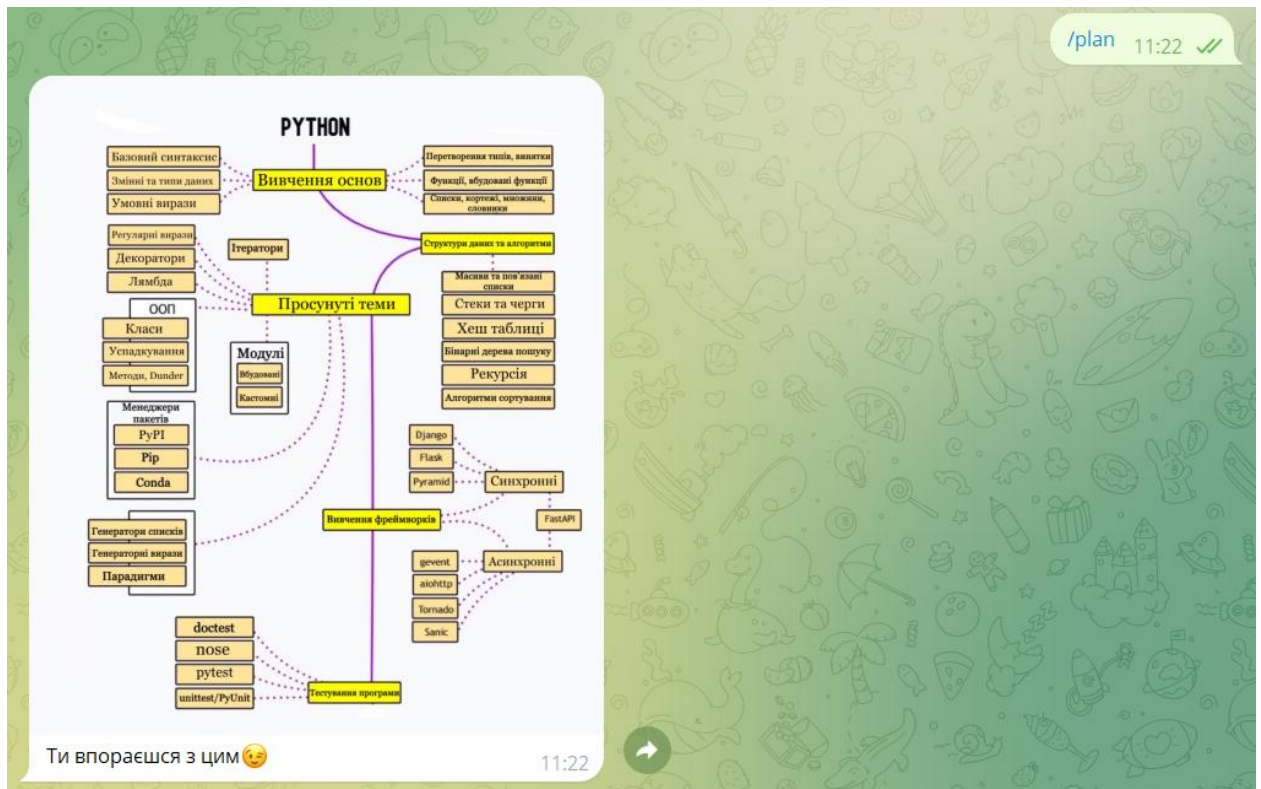 /plan 11:22
PYTHON
Базовий синтаксис
Змінні та типи даних
Умовні вирази
Вивчення основ
Перетворення типів, винятки
Функції, вбудовані функції
Списки, кортежі, множини,
словники
Структури даних та алгоритми
Масиви та пов'язані
списки
Стеки та черги
Хеш таблиці
Бінарні дерева пошуку
Рекурсія
Алгоритми сортування
Регулярні вирази
Декоратори
Лямбда
Ітератори
Просунуті теми
ООП
Класи
Успадкування
Методи, Dunder
Модулі
Вбудовані
Кастомні
Менеджери
пакетів
PyPI
Pip
Conda
Генератори списків
Генераторні вирази
Парадигми
Django
Flask
Pyramid
Синхронні
Вивчення фреймворків
FastAPI
Асинхронні
gevent
aiohttp
Tornado
Sanic
doctest
nose
pytest
unittest/PyUnit
Тестування програми
Ти впораєшся з цим😉
11:22